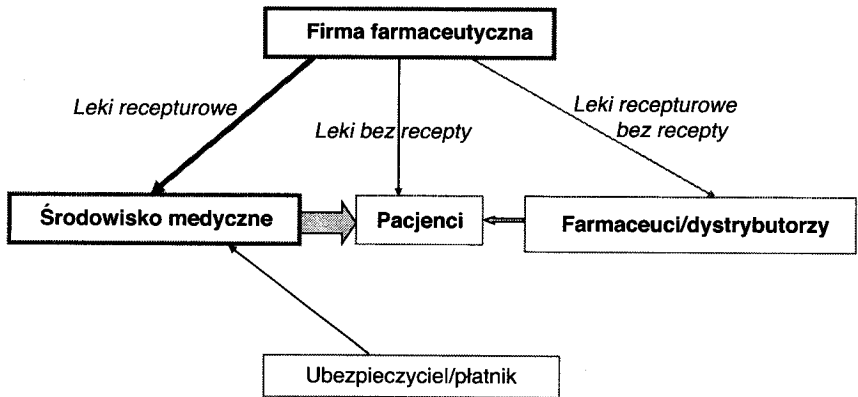 Firma farmaceutyczna
Leki recepturowe
Leki bez recepty
Leki recepturowe
bez recepty
Środowisko medyczne
Pacjenci
Farmaceuci/dystrybutorzy
Ubezpieczyciel/płatnik